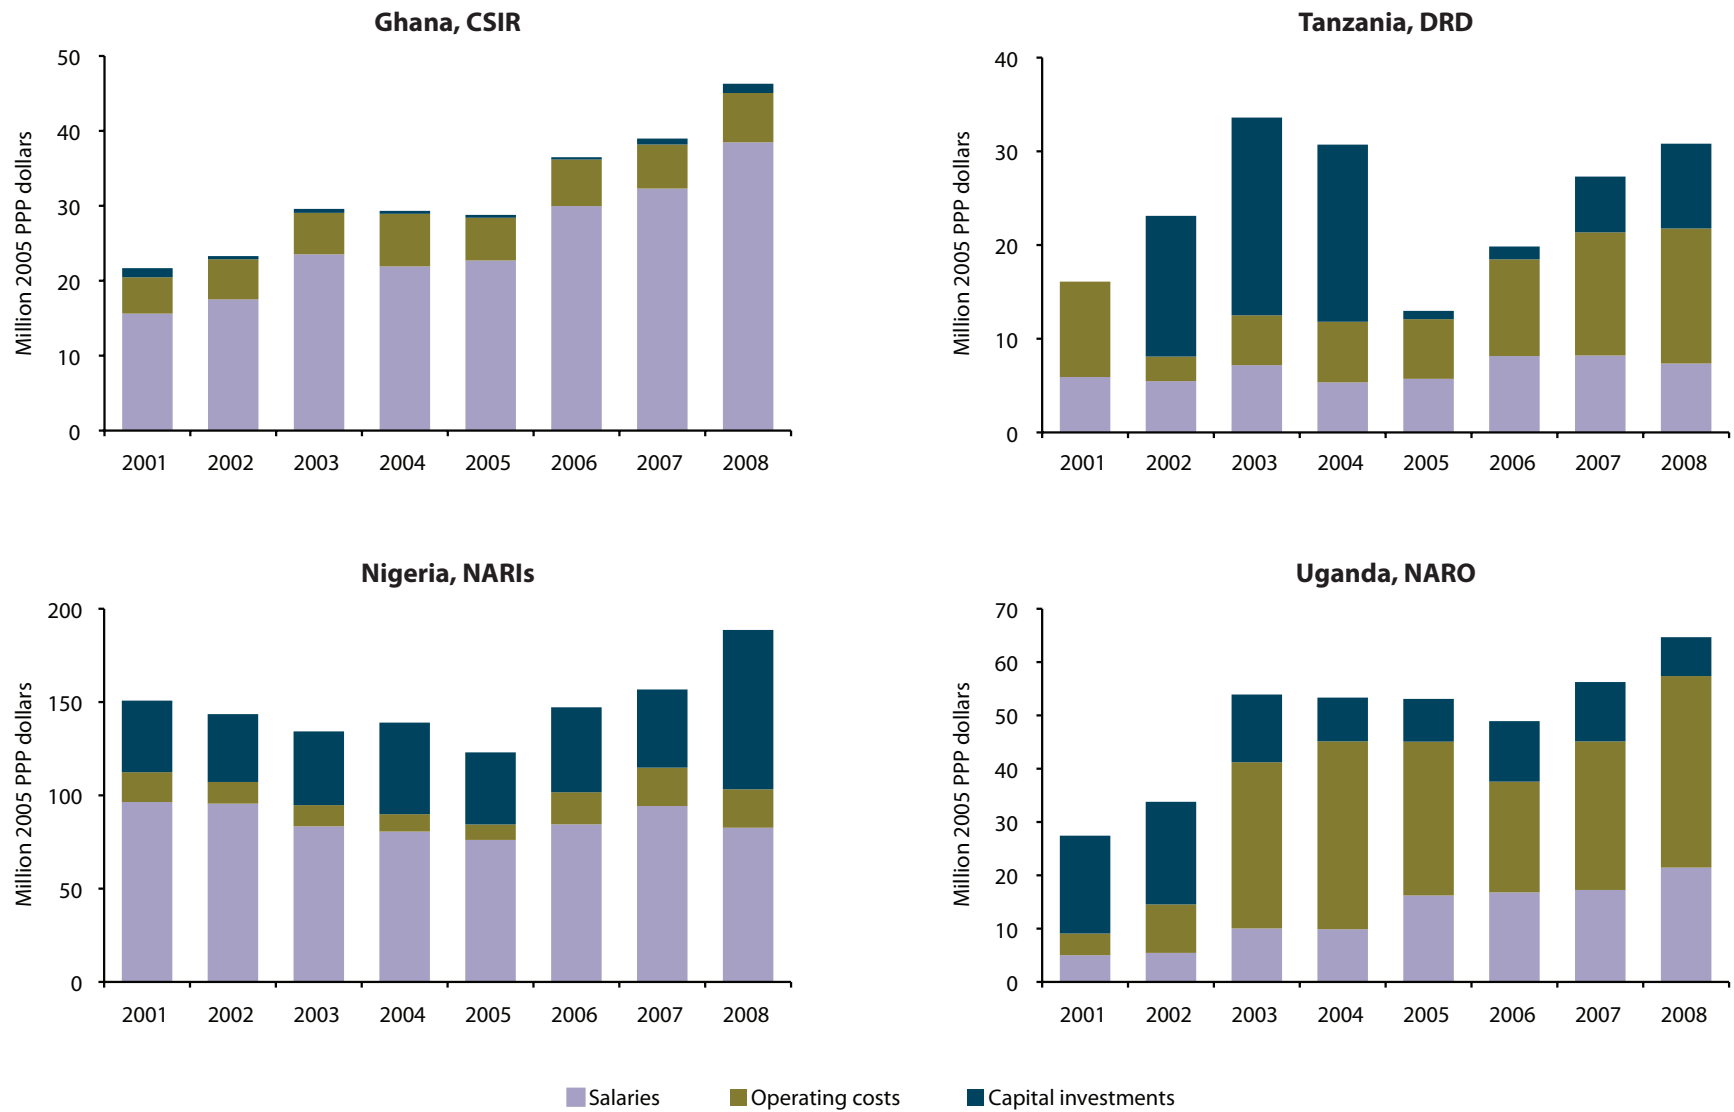 Ghana, CSIR
Million 2005 PPP dollars
50
40
30
20
10
0
2001 2002 2003 2004 2005 2006 2007 2008
Tanzania, DRD
Million 2005 PPP dollars
40
30
20
10
0
2001 2002 2003 2004 2005 2006 2007 2008
Nigeria, NARIs
Million 2005 PPP dollars
200
150
100
50
0
2001 2002 2003 2004 2005 2006 2007 2008
Uganda, NARO
Million 2005 PPP dollars
70
60
50
40
30
20
10
0
2001 2002 2003 2004 2005 2006 2007 2008
Salaries Operating costs Capital investments